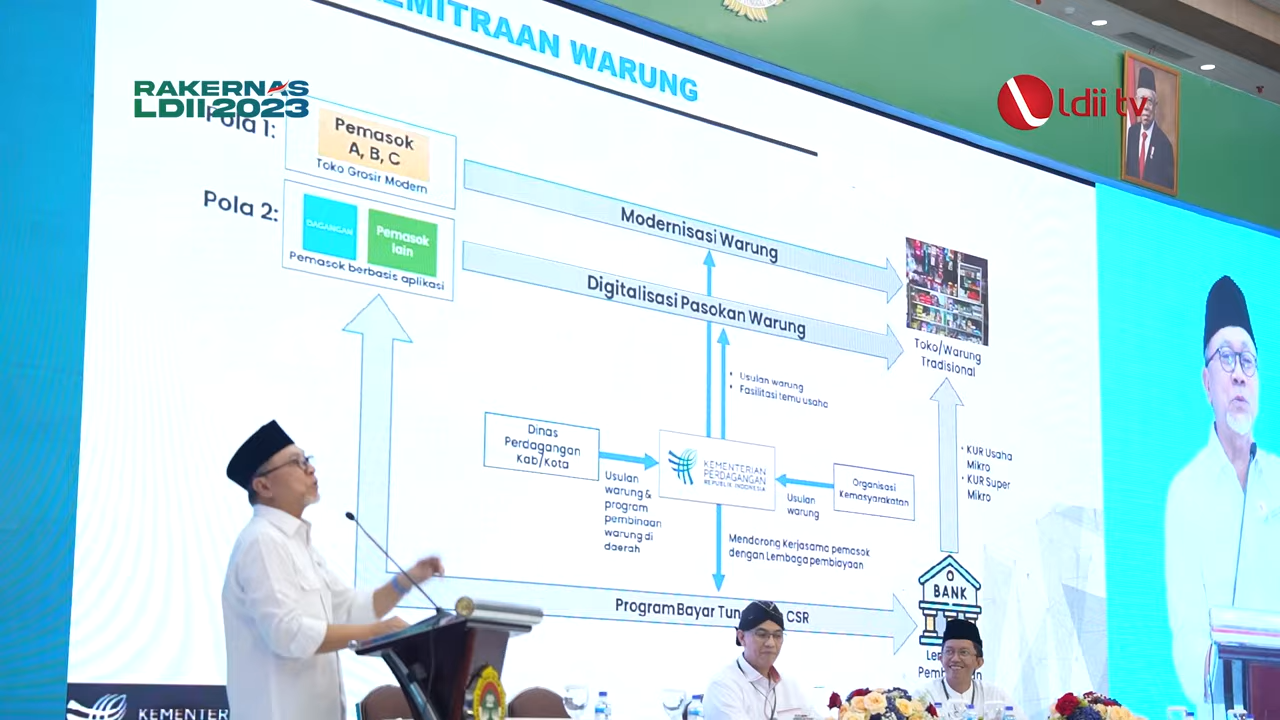 KEMITRAAN WARUNG
RAKERNAS
LDII 2023
ldii tv
Pola 1:
Pemasok
A, B, C
Toko Grosir Modern
Pola 2:
DAGANGAN
Pemasok
lain
Pemasok berbasis aplikasi
Modernisasi Warung
Digitalisasi Pasokan Warung
Toko/Warung
Tradisional
• Usulan warung
• Fasilitasi temu usaha
Dinas
Perdagangan
Kab/Kota
Usulan
warung &
program
pembinaan
warung di
daerah
KEMENTERIAN
PERDAGANGAN
REPUBLIK INDONESIA
Organisasi
Kemasyarakatan
Usulan
warung
• KUR Usaha
Mikro
• KUR Super
Mikro
Mendorong Kerjasama pemasok
dengan Lembaga pembiayaan
BANK
Program Bayar CSR
KEMENTER